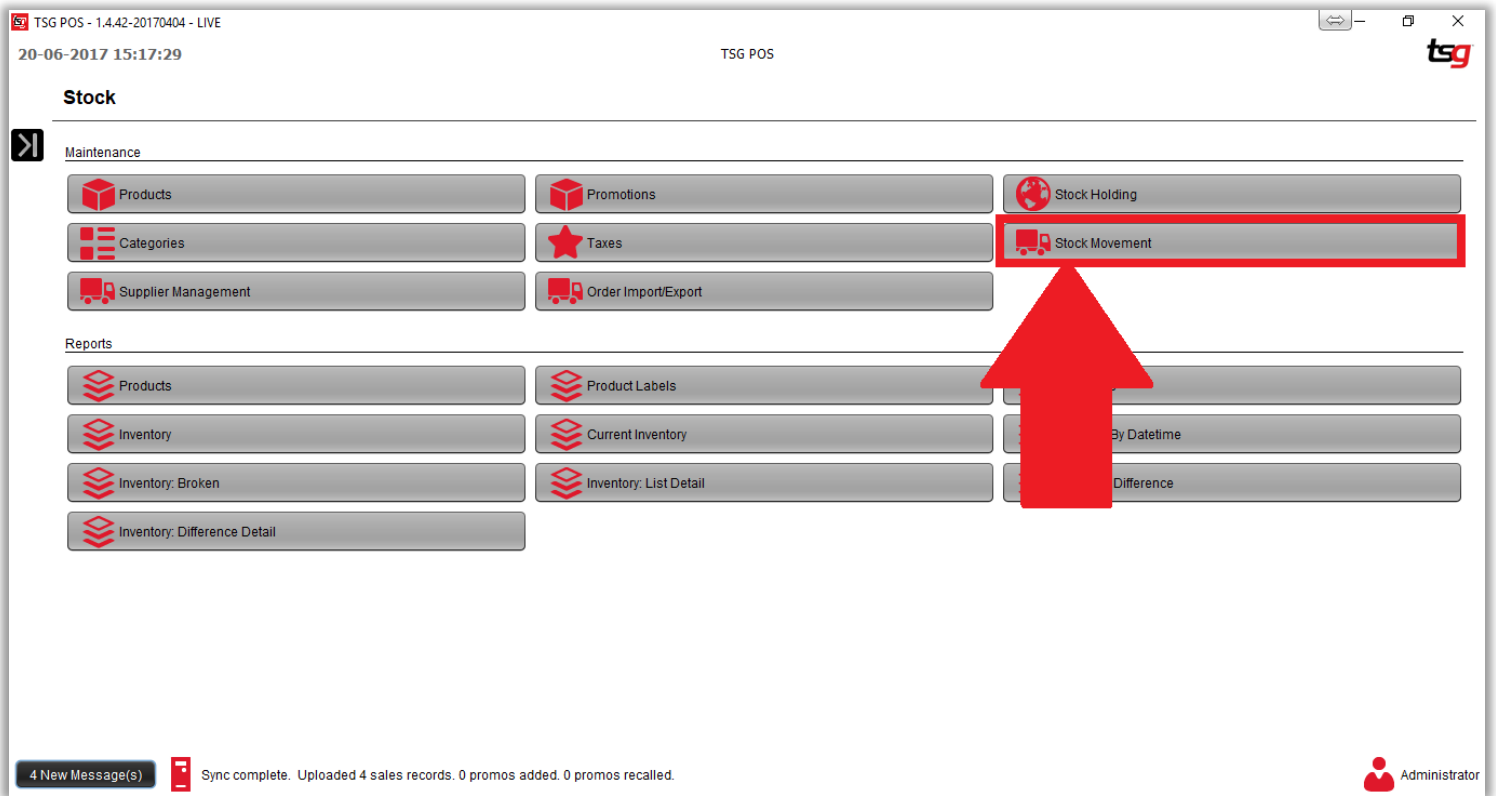 TSG POS - 1.4.42-20170404 - LIVE
20-06-2017 15:17:29
TSG POS
tsg
Stock
Maintenance
Products
Promotions
Stock Holding
Categories
Taxes
Stock Movement
Supplier Management
Order Import/Export
Reports
Products
Product Labels
Inventory
Current Inventory
By Datetime
Inventory: Broken
Inventory: List Detail
Difference
Inventory: Difference Detail
4 New Message(s)
Sync complete. Uploaded 4 sales records. 0 promos added. 0 promos recalled.
Administrator